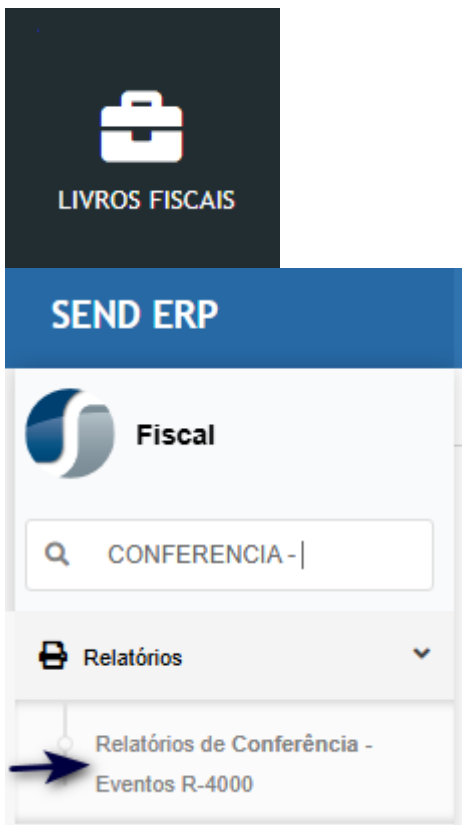 LIVROS FISCAIS
SEND ERP
Fiscal
CONFERENCIA -
Relatórios
Relatórios de Conferência -
Eventos R-4000